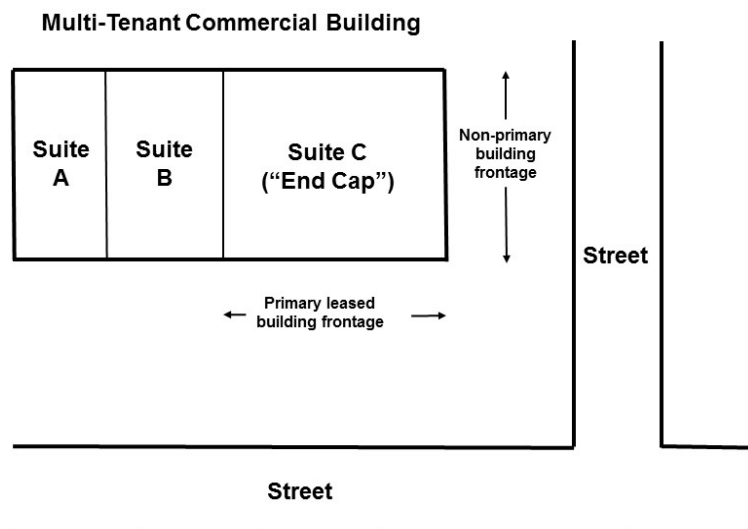 Multi-Tenant Commercial Building
Suite
A
Suite
B
Suite C
(“End Cap”)
Non-primary
building
frontage
Street
Primary leased
building frontage
Street